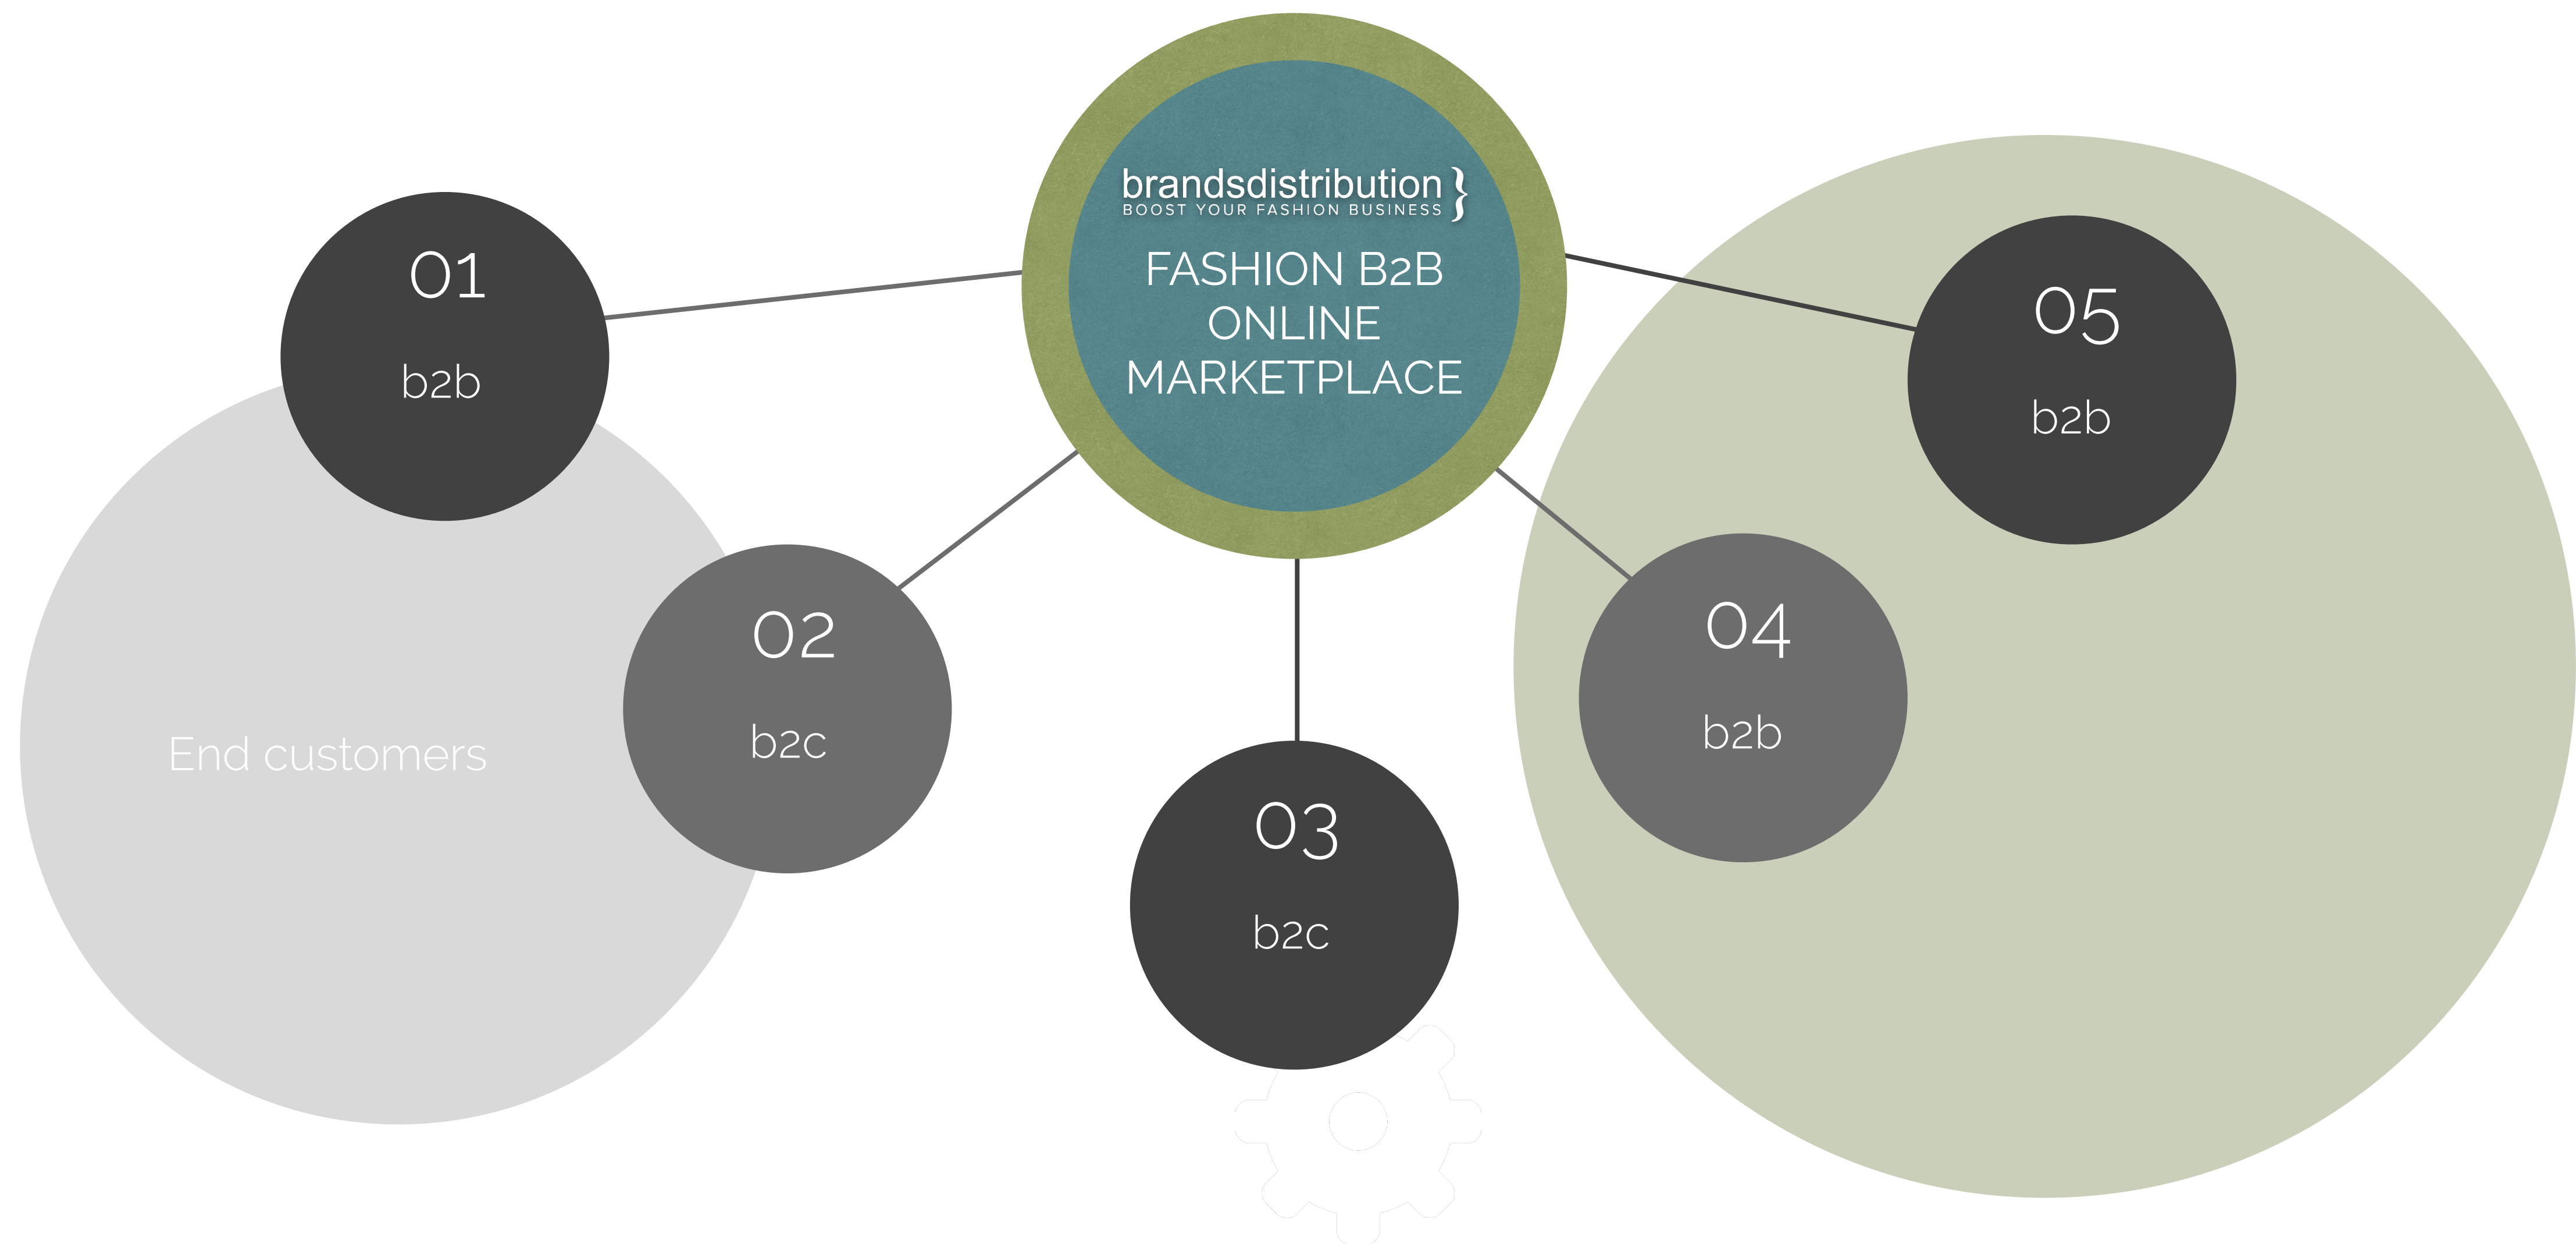 brandsdistribution }
BOOST YOUR FASHION BUSINESS
FASHION B2B
ONLINE
MARKETPLACE
01
b2b
02
b2c
03
b2c
04
b2b
05
b2b
End customers